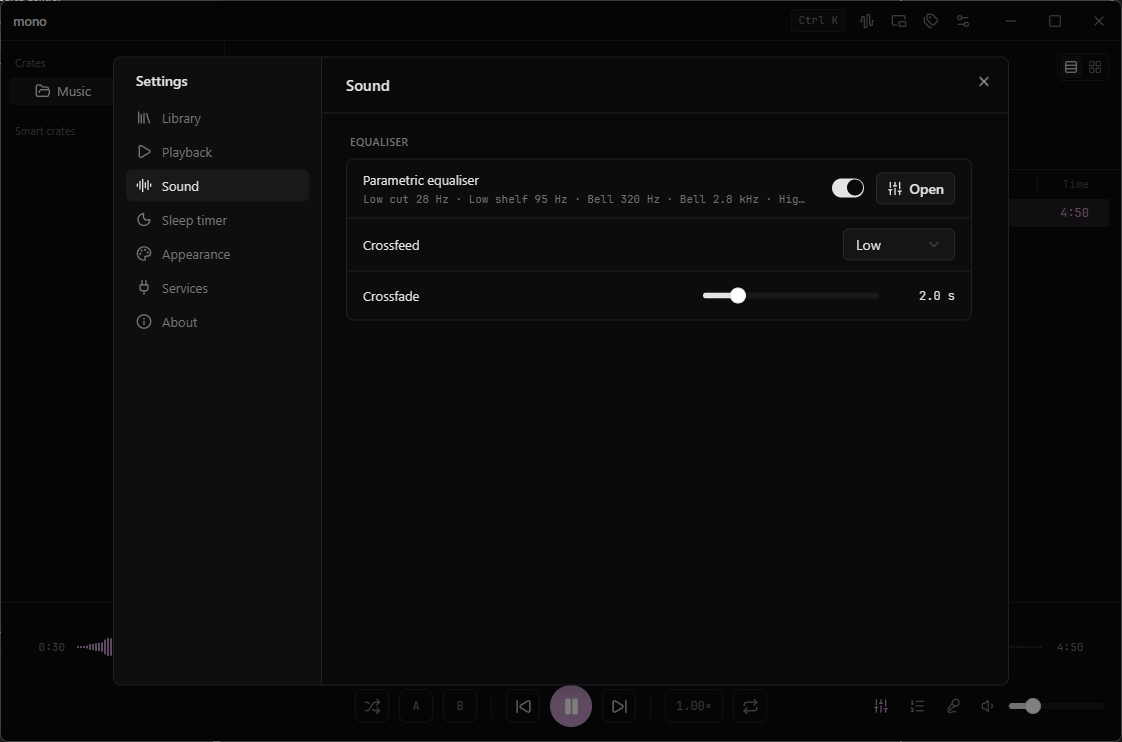 mono
Ctrl K
Crates
Music
Smart crates
Settings
Library
Playback
Sound
Sleep timer
Appearance
Services
About
Sound
EQUALISER
Parametric equaliser
Low cut 28 Hz · Low shelf 95 Hz · Bell 320 Hz · Bell 2.8 kHz · Hig…
Open
Crossfeed
Low
Crossfade
2.0 s
Time
4:50
0:30
4:50
A
B
1.00×